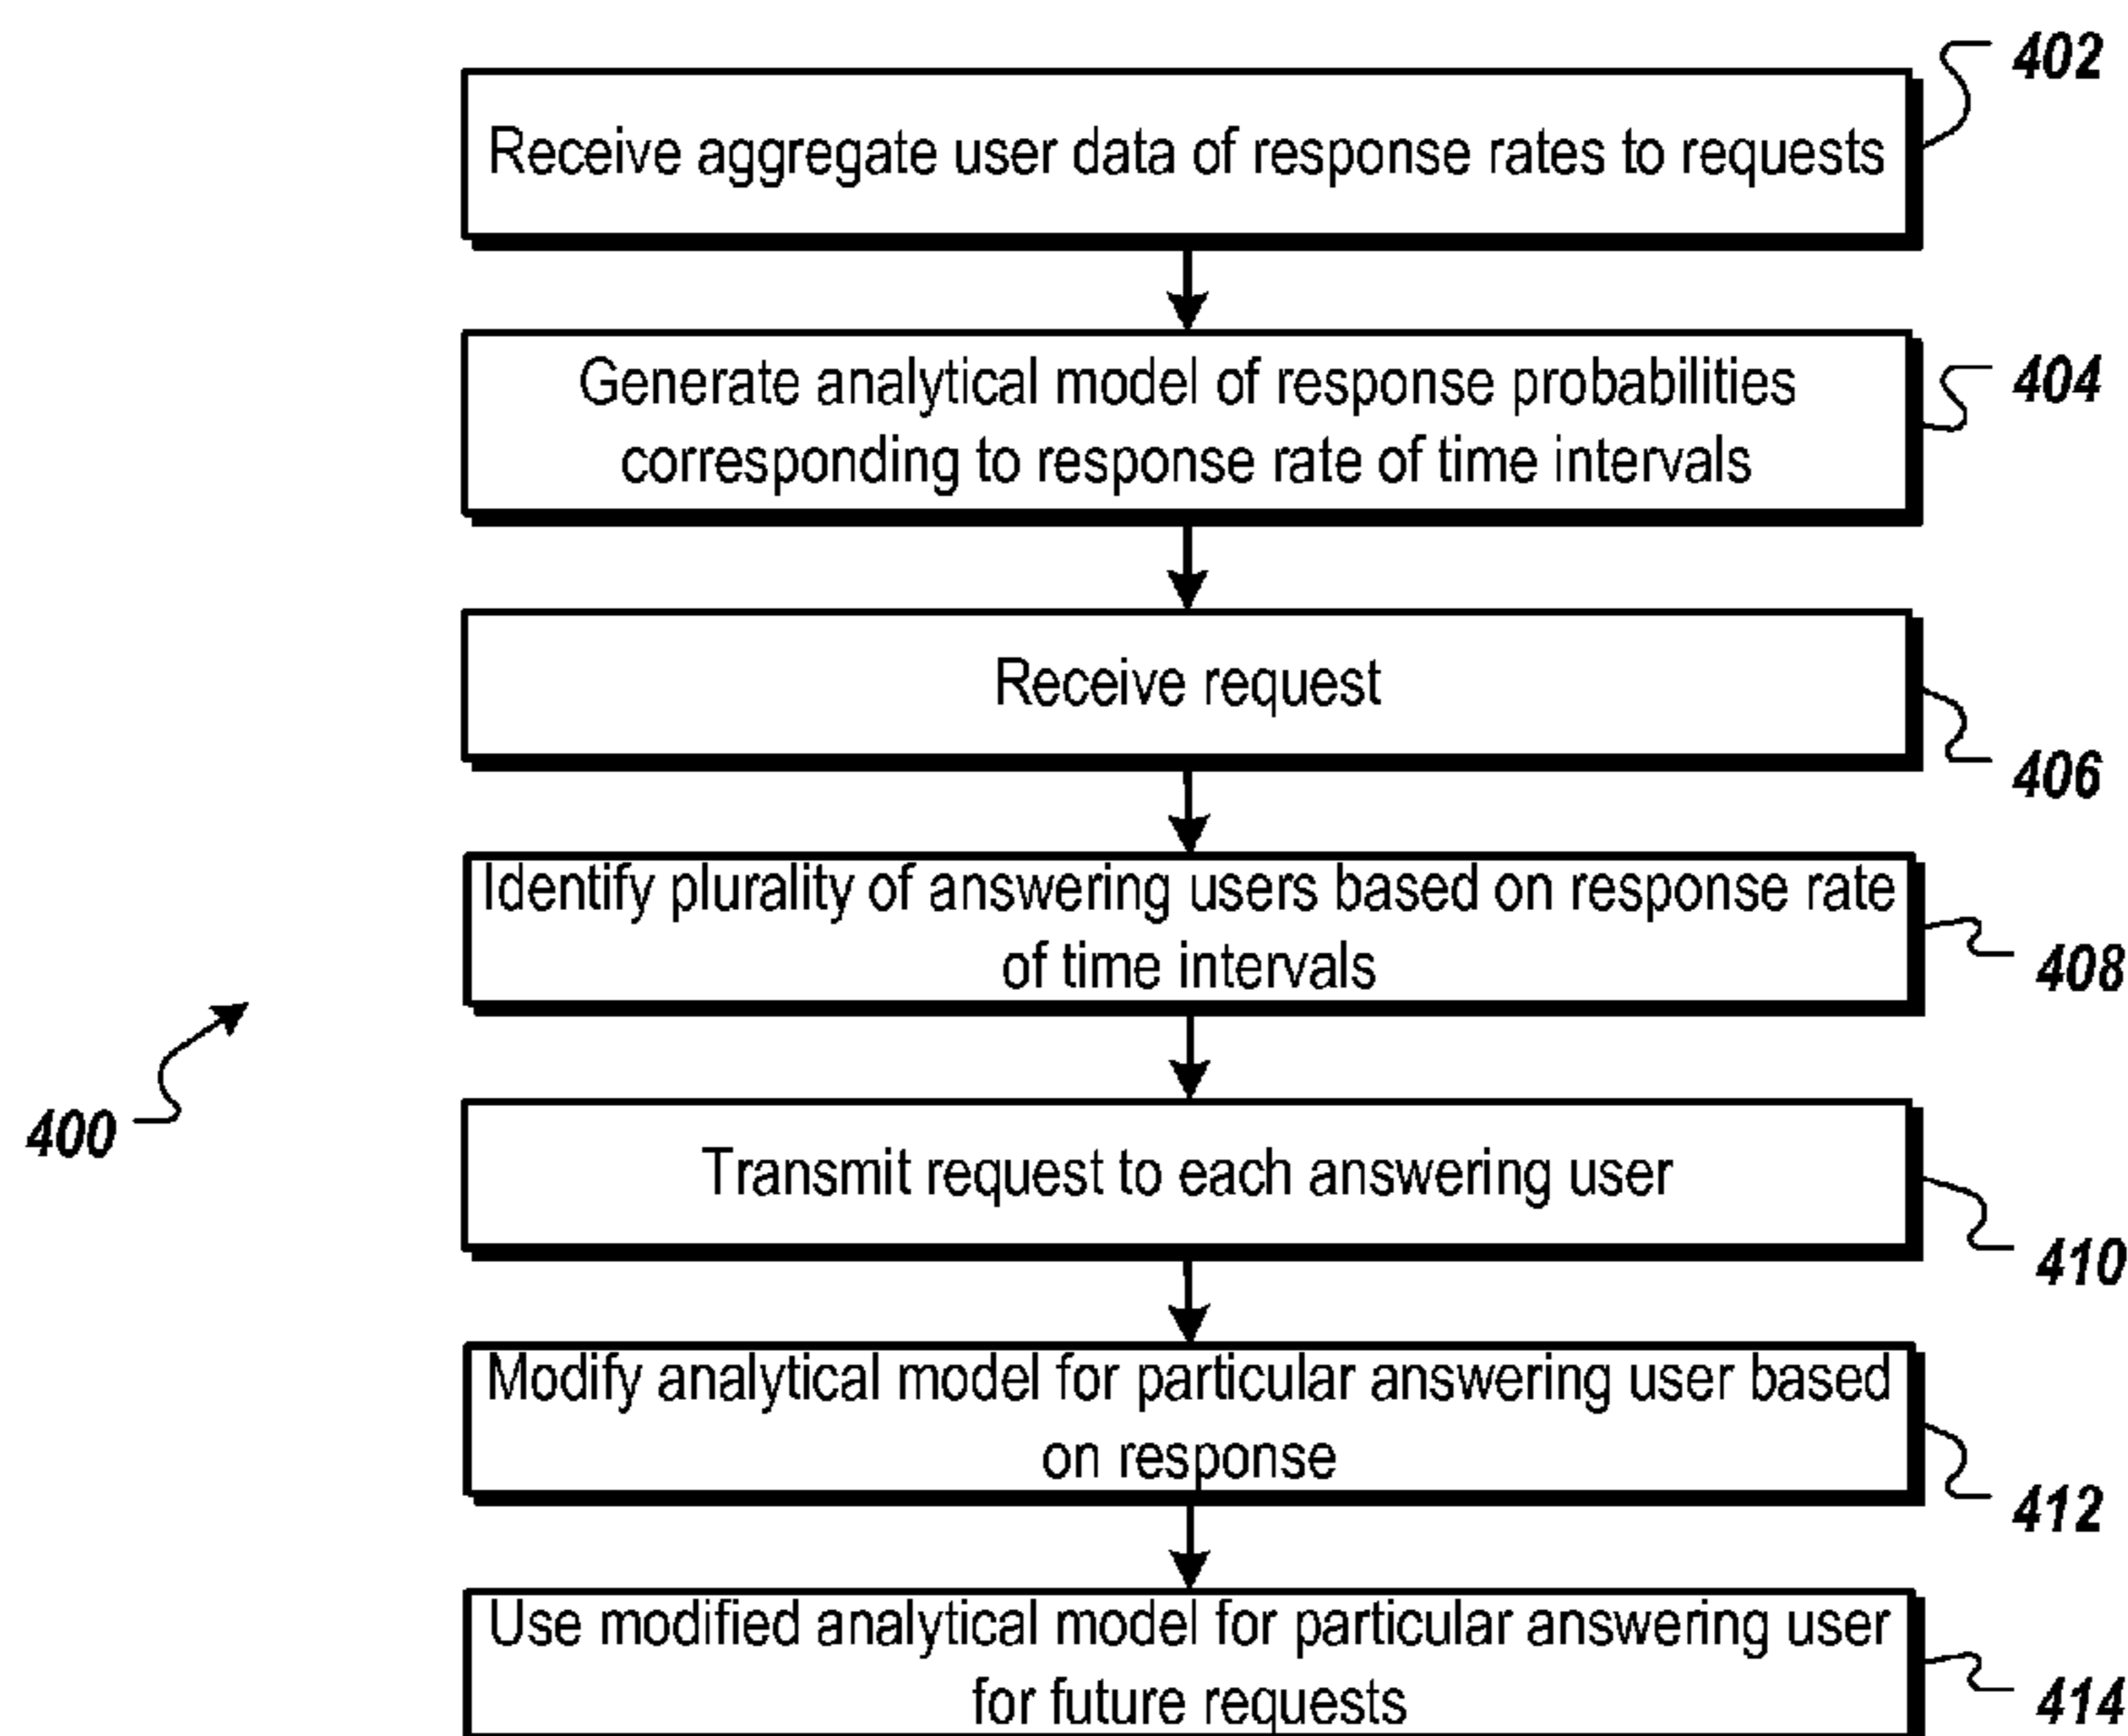 402
Receive aggregate user data of response rates to requests
Generate analytical model of response probabilities
corresponding to response rate of time intervals
404
Receive request
406
Identify plurality of answering users based on response rate
of time intervals
408
400
Transmit request to each answering user
410
Modify analytical model for particular answering user based
on response
412
Use modified analytical model for particular answering user
for future requests
414